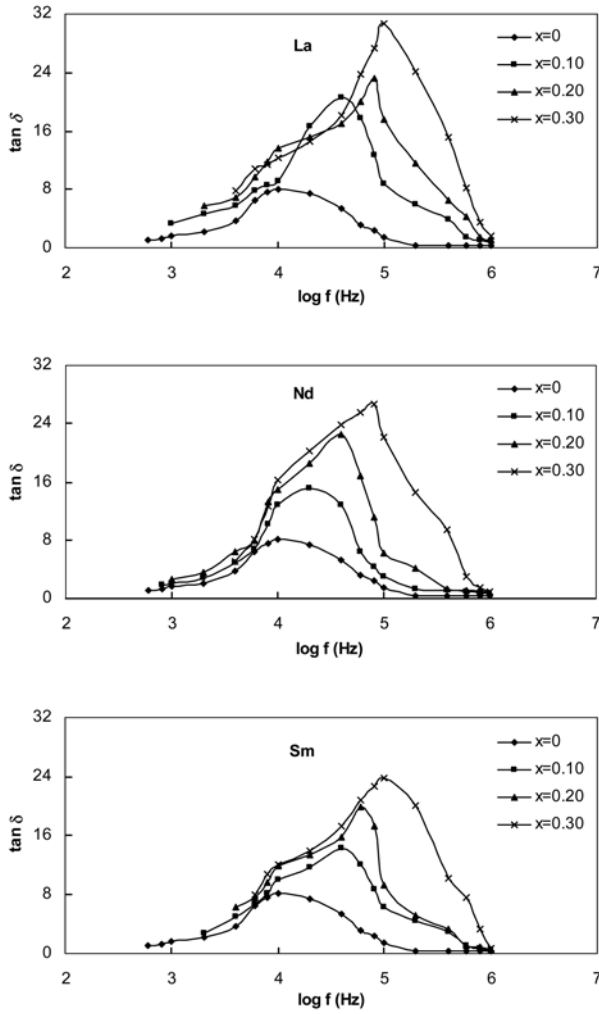 32
24
16
8
0
tan δ
La
x=0
x=0.10
x=0.20
x=0.30
2 3 4 5 6 7
log f (Hz)
32
24
16
8
0
tan δ
Nd
x=0
x=0.10
x=0.20
x=0.30
2 3 4 5 6 7
log f (Hz)
32
24
16
8
0
tan δ
Sm
x=0
x=0.10
x=0.20
x=0.30
2 3 4 5 6 7
log f (Hz)